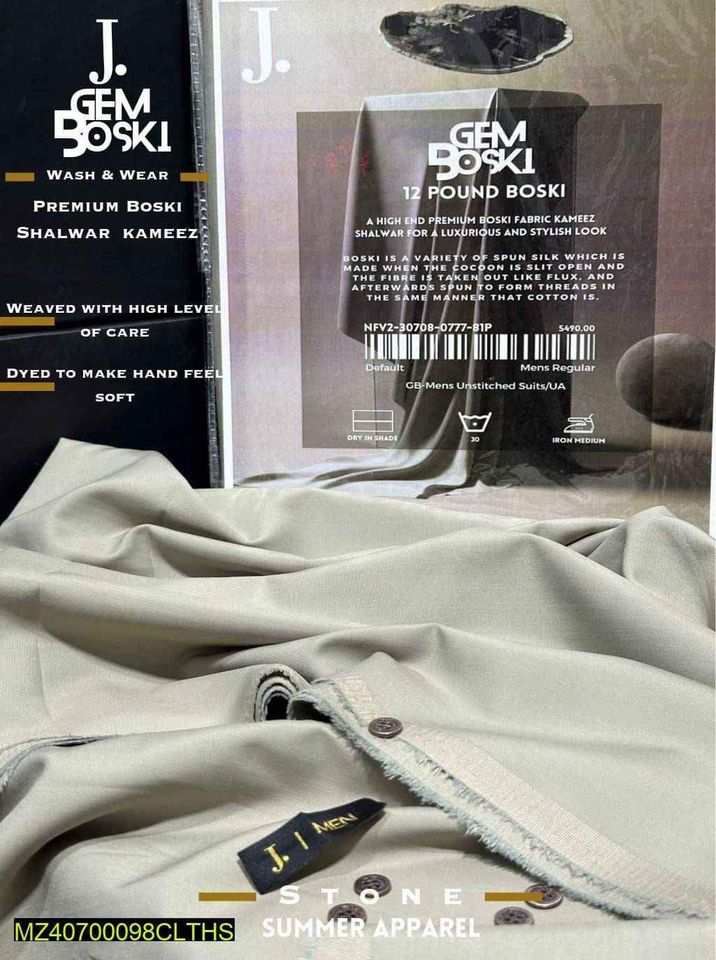 J.
GEM
BOSKI
WASH & WEAR
PREMIUM BOSKI
SHALWAR KAMEEZ
WEAVED WITH HIGH LEVEL
OF CARE
DYED TO MAKE HAND FEEL
SOFT
J.
GEM
BOSKI
12 POUND BOSKI
A HIGH END PREMIUM BOSKI FABRIC KAMEEZ
SHALWAR FOR A LUXURIOUS AND STYLISH LOOK
BOSKI IS A VARIETY OF SPUN SILK WHICH IS
MADE WHEN THE COCOON IS SLIT OPEN AND
THE FIBRE IS TAKEN OUT LIKE FLUX, AND
AFTERWARDS SPUN TO FORM THREADS IN
THE SAME MANNER THAT COTTON IS.
NFV2-30708-0777-81P 5490.00
Default Mens Regular
GB-Mens Unstitched Suits/UA
DRY IN SHADE 30 IRON MEDIUM
J. | MEN
STONE
SUMMER APPAREL
MZ40700098CLTHS